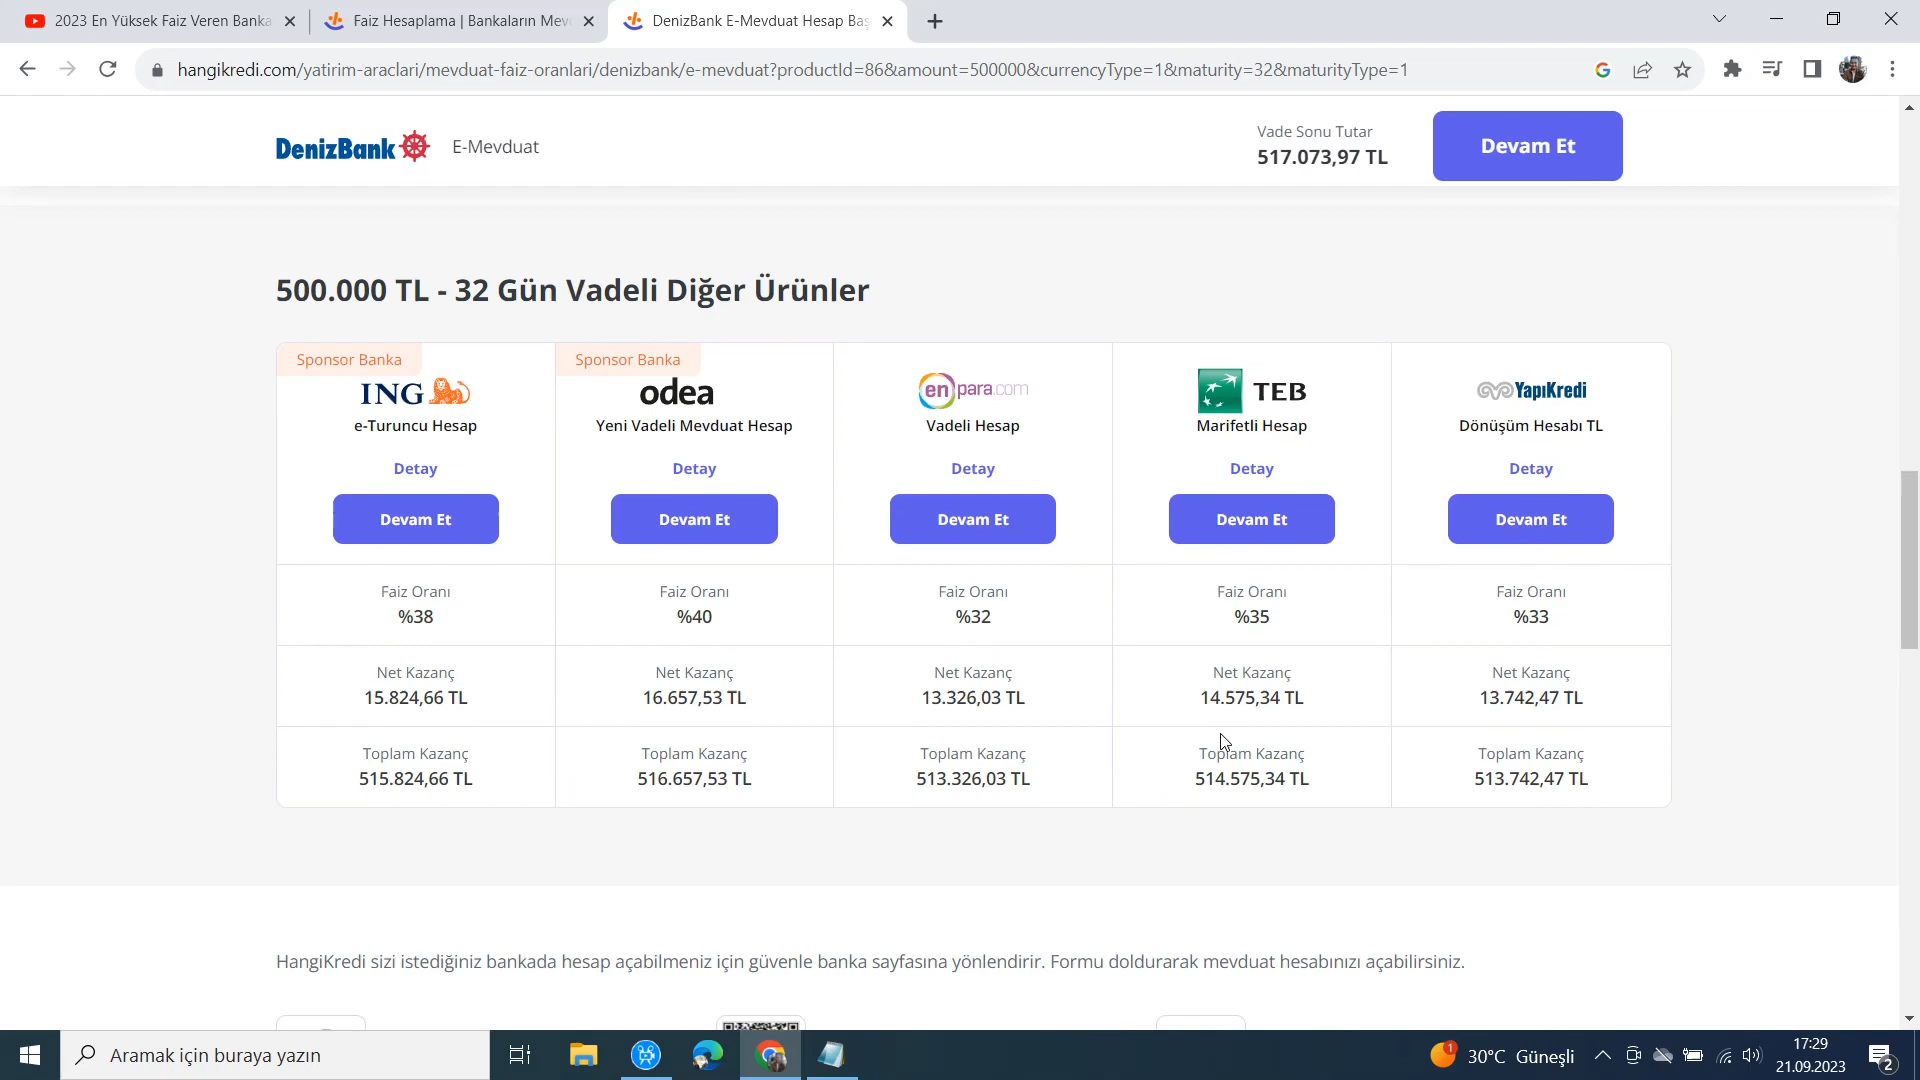 2023 En Yüksek Faiz Veren Banka
Faiz Hesaplama | Bankaların Mev
DenizBank E-Mevduat Hesap Baş
hangikredi.com/yatirim-araclari/mevduat-faiz-oranlari/denizbank/e-mevduat?productId=86&amount=500000&currencyType=1&maturity=32&maturityType=1
DenizBank
E-Mevduat
Vade Sonu Tutar
517.073,97 TL
Devam Et
500.000 TL - 32 Gün Vadeli Diğer Ürünler
Sponsor Banka
Sponsor Banka
ING
odea
enpara.com
TEB
YapıKredi
e-Turuncu Hesap
Yeni Vadeli Mevduat Hesap
Vadeli Hesap
Marifetli Hesap
Dönüşüm Hesabı TL
Detay
Detay
Detay
Detay
Detay
Devam Et
Devam Et
Devam Et
Devam Et
Devam Et
Faiz Oranı
Faiz Oranı
Faiz Oranı
Faiz Oranı
Faiz Oranı
%38
%40
%32
%35
%33
Net Kazanç
Net Kazanç
Net Kazanç
Net Kazanç
Net Kazanç
15.824,66 TL
16.657,53 TL
13.326,03 TL
14.575,34 TL
13.742,47 TL
Toplam Kazanç
Toplam Kazanç
Toplam Kazanç
Toplam Kazanç
Toplam Kazanç
515.824,66 TL
516.657,53 TL
513.326,03 TL
514.575,34 TL
513.742,47 TL
HangiKredi sizi istediğiniz bankada hesap açabilmeniz için güvenle banka sayfasına yönlendirir. Formu doldurarak mevduat hesabınızı açabilirsiniz.
Aramak için buraya yazın
1
30°C Güneşli
17:29
21.09.2023
2